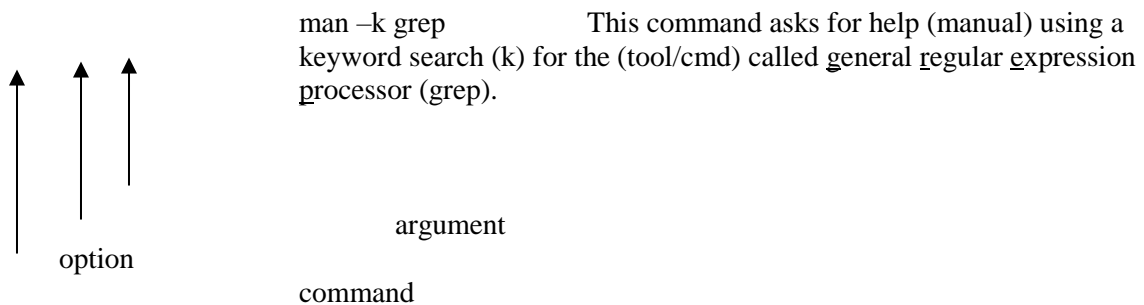 man –k grep This command asks for help (manual) using a
keyword search (k) for the (tool/cmd) called general regular expression
processor (grep).
argument
option
command